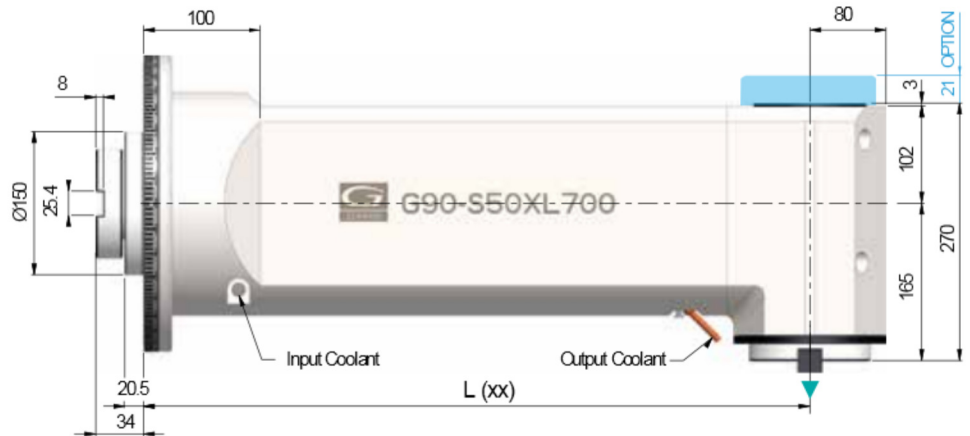 100
80
21 OPTION
3
8
Ø150
25.4
G
G90-S50XL700
102
270
165
Input Coolant
Output Coolant
20.5
L (xx)
34